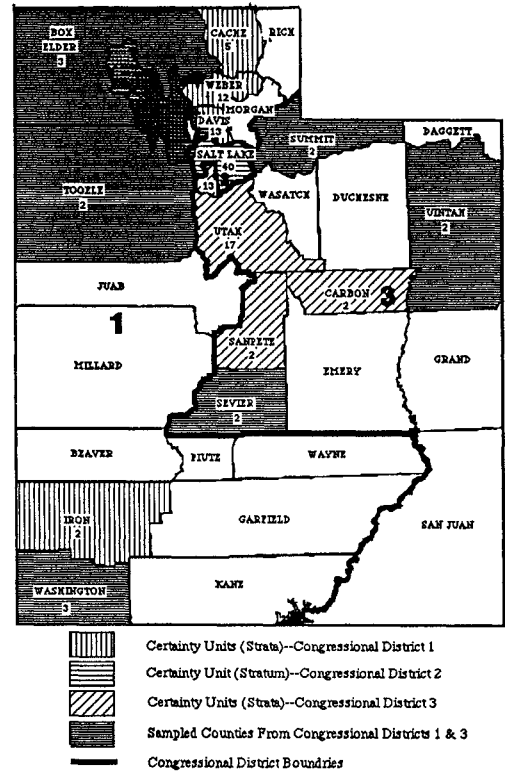 BOX
ELDER
3
CACHE
5
RICH
WEBER
12
MORGAN
DAVIS
13
SUMMIT
2
DAGGETT
SALT LAKE
40
13
TOOELE
2
WASATCH
DUCHESNE
UINTAH
2
UTAH
17
JUAB
CARBON
2
3
1
SANPETE
2
MILLARD
EMERY
GRAND
SEVIER
2
BEAVER
PIUTE
WAYNE
IRON
2
GARFIELD
SAN JUAN
WASHINGTON
3
KANE
Certainty Units (Strata)--Congressional District 1
Certainty Unit (Stratum)--Congressional District 2
Certainty Units (Strata)--Congressional District 3
Sampled Counties From Congressional Districts 1 & 3
Congressional District Boundries